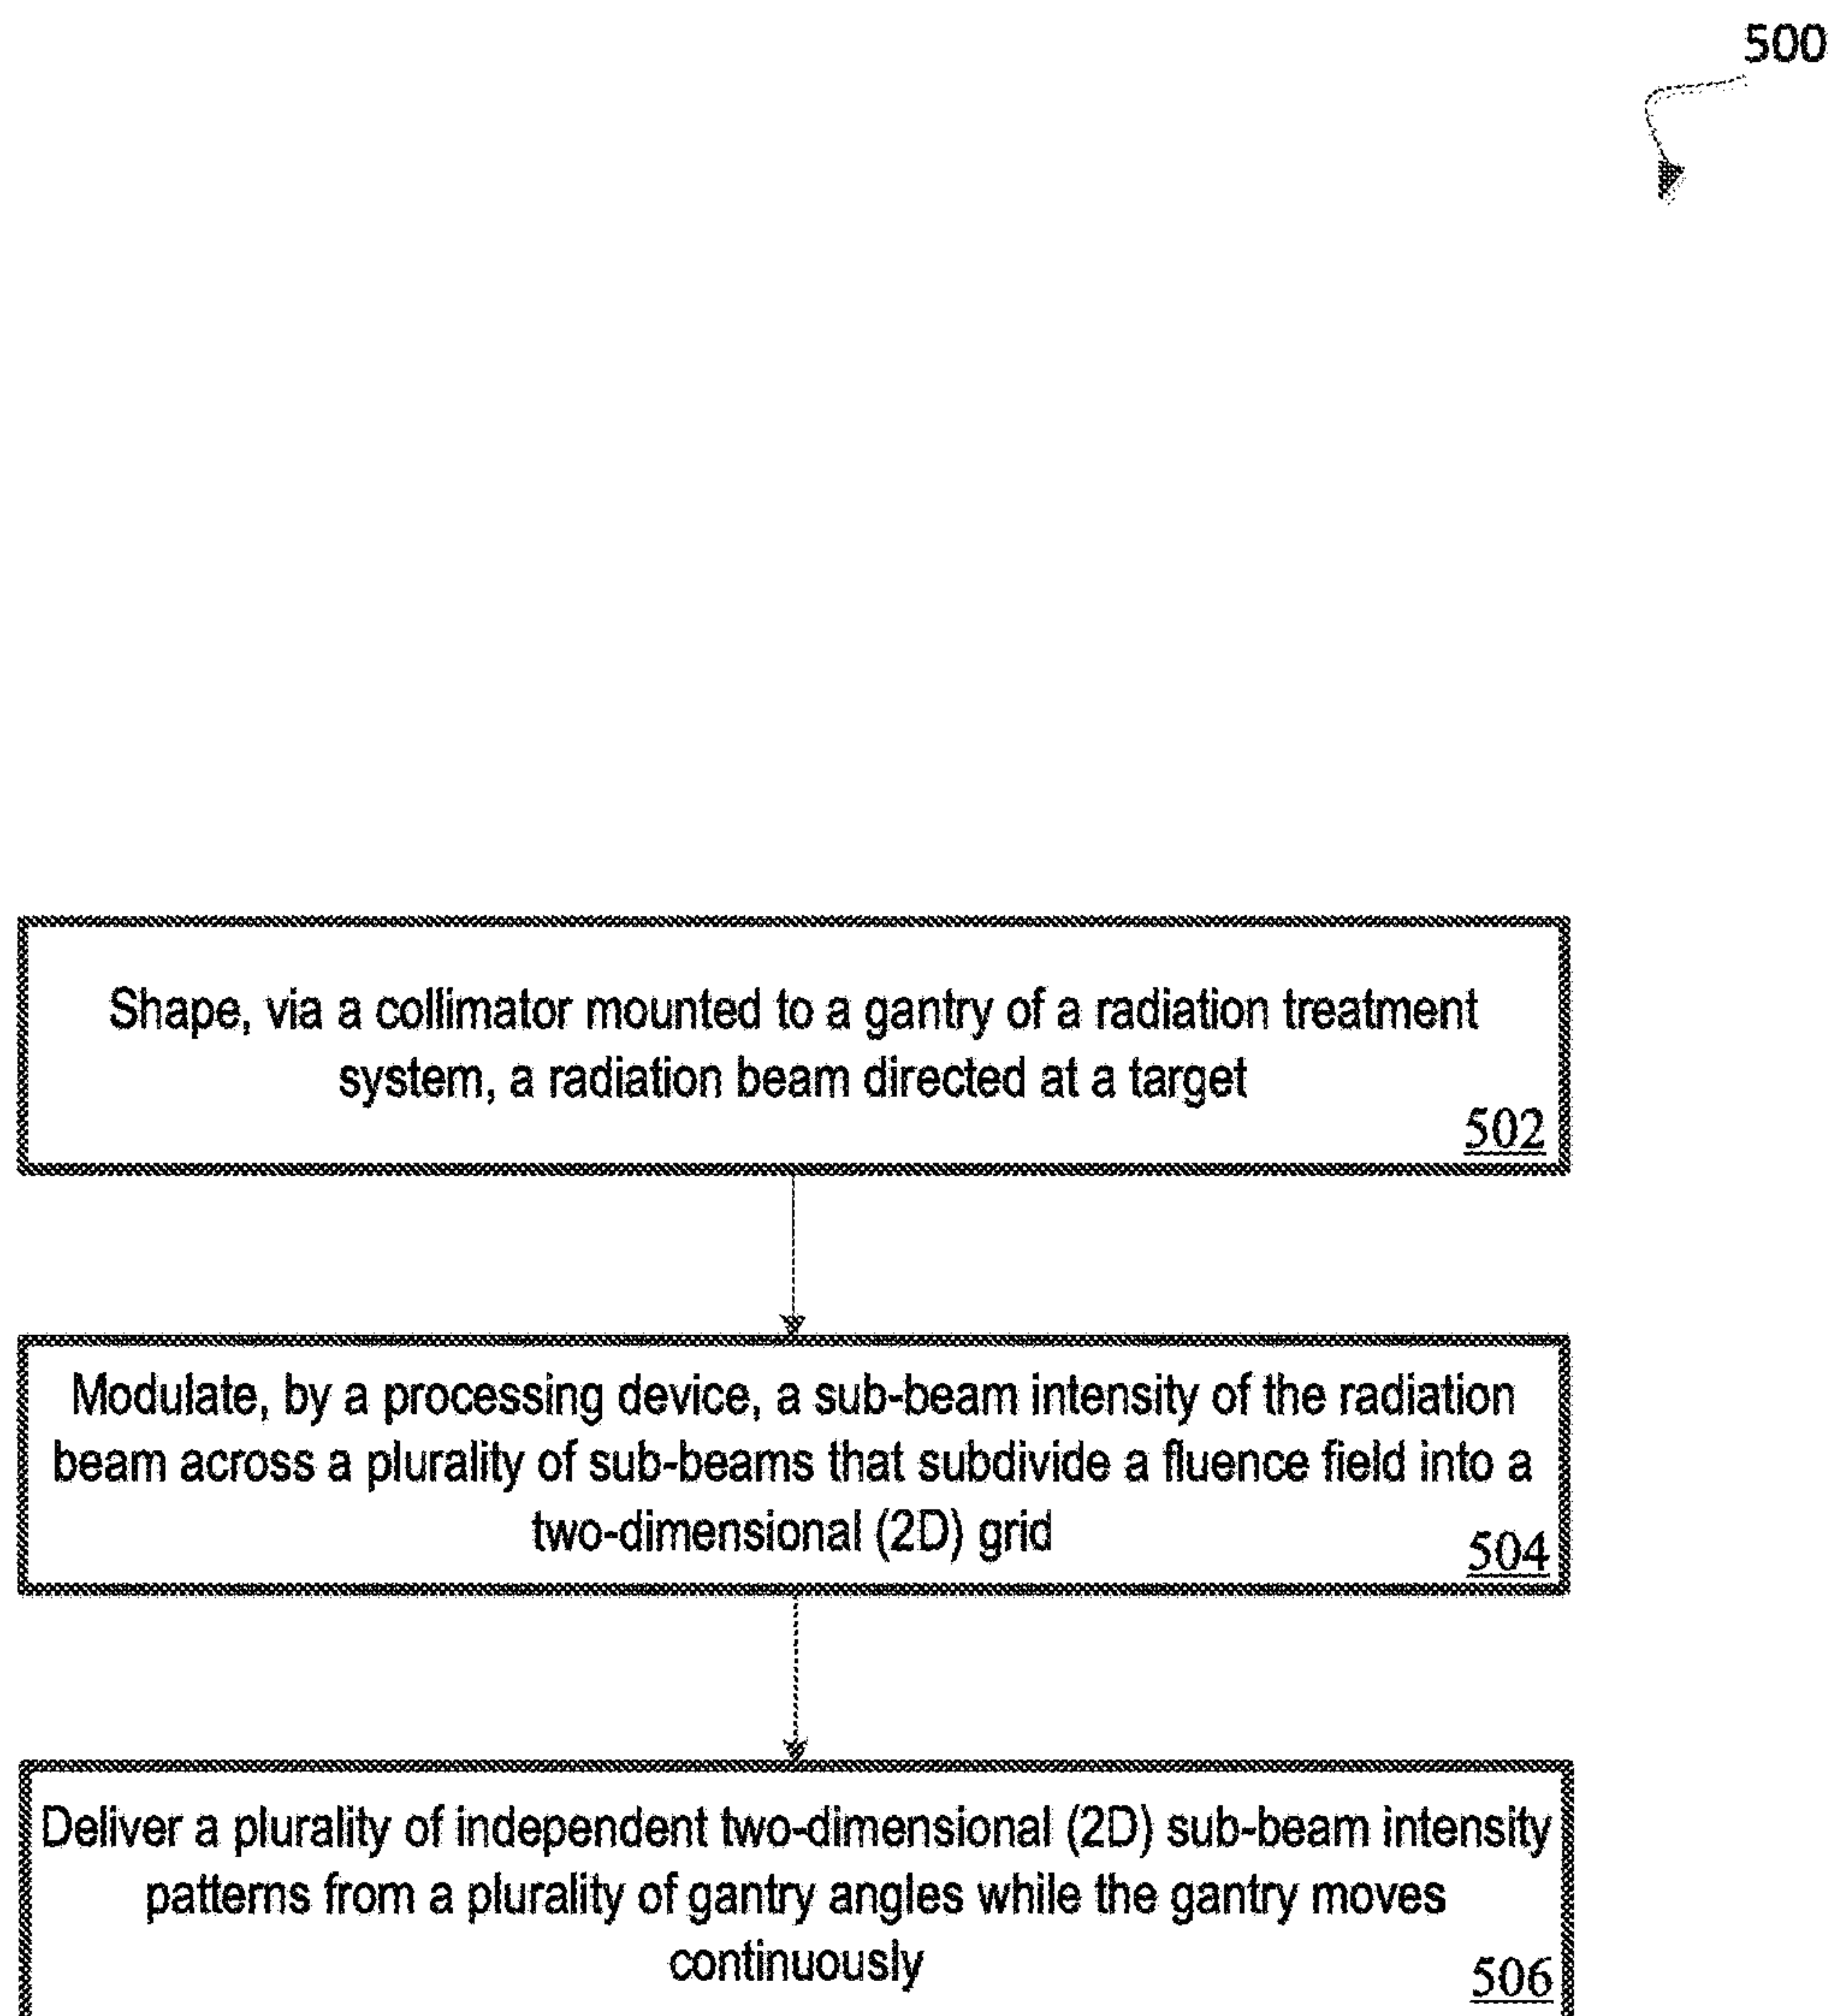 500
Shape, via a collimator mounted to a gantry of a radiation treatment
system, a radiation beam directed at a target
502
Modulate, by a processing device, a sub-beam intensity of the radiation
beam across a plurality of sub-beams that subdivide a fluence field into a
two-dimensional (2D) grid
504
Deliver a plurality of independent two-dimensional (2D) sub-beam intensity
patterns from a plurality of gantry angles while the gantry moves
continuously
506